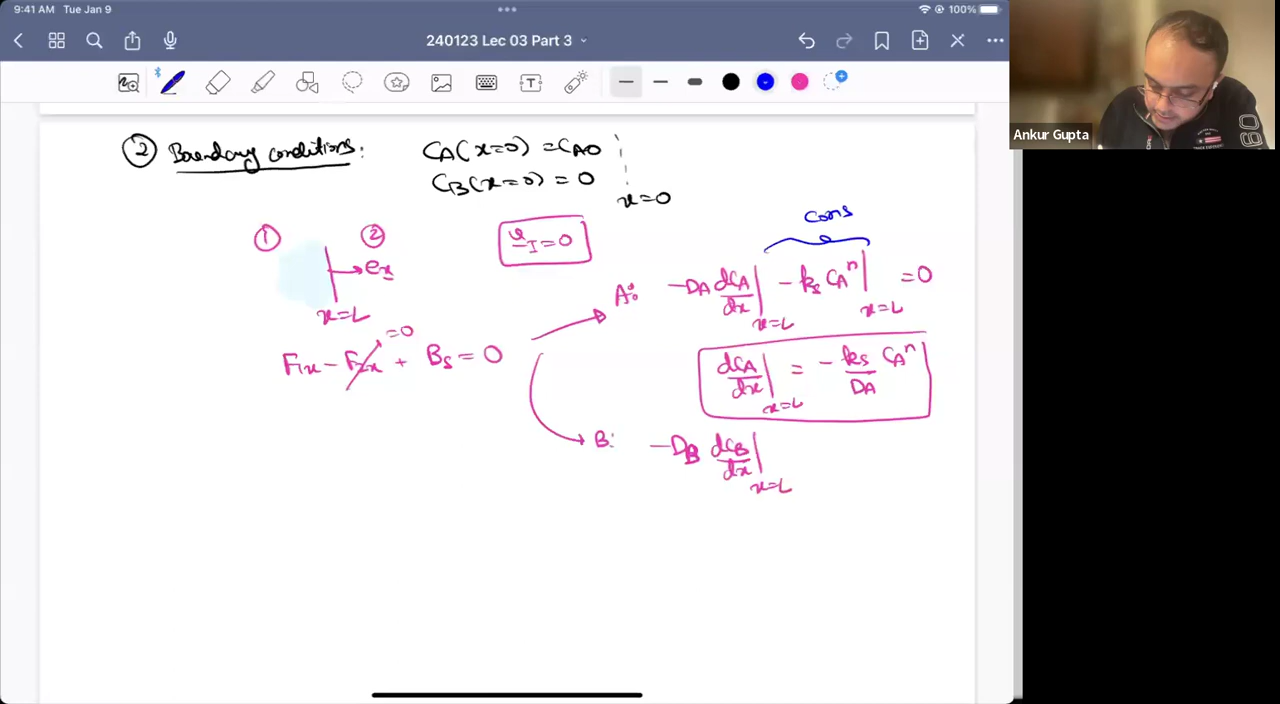 9:41 AM Tue Jan 9
100%
240123 Lec 03 Part 3
Ankur Gupta
② Boundary conditions:
CA(x=0) = CA0
CB(x=0) = 0
x=0
① ②
ex
x=L
vI = 0
Cons
F1x - F2x + Bs = 0
=0
A: -DA dCA/dx |x=L - ks CA^n |x=L = 0
dCA/dx |x=L = - ks/DA CA^n
B: -DB dCB/dx |x=L